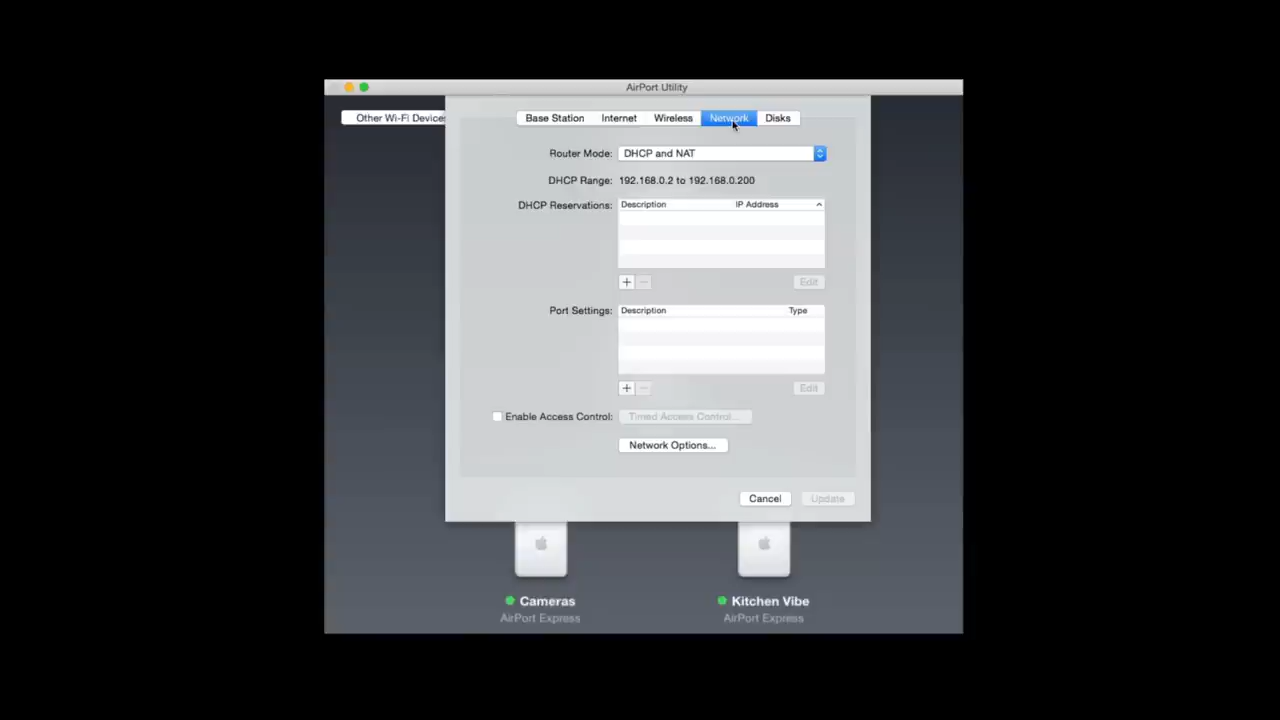 AirPort Utility
Other Wi-Fi Devices
Base Station Internet Wireless Network Disks
Router Mode: DHCP and NAT
DHCP Range: 192.168.0.2 to 192.168.0.200
DHCP Reservations: Description IP Address
+ − Edit
Port Settings: Description Type
+ − Edit
Enable Access Control: Timed Access Control...
Network Options...
Cancel Update
Cameras Kitchen Vibe
AirPort Express AirPort Express